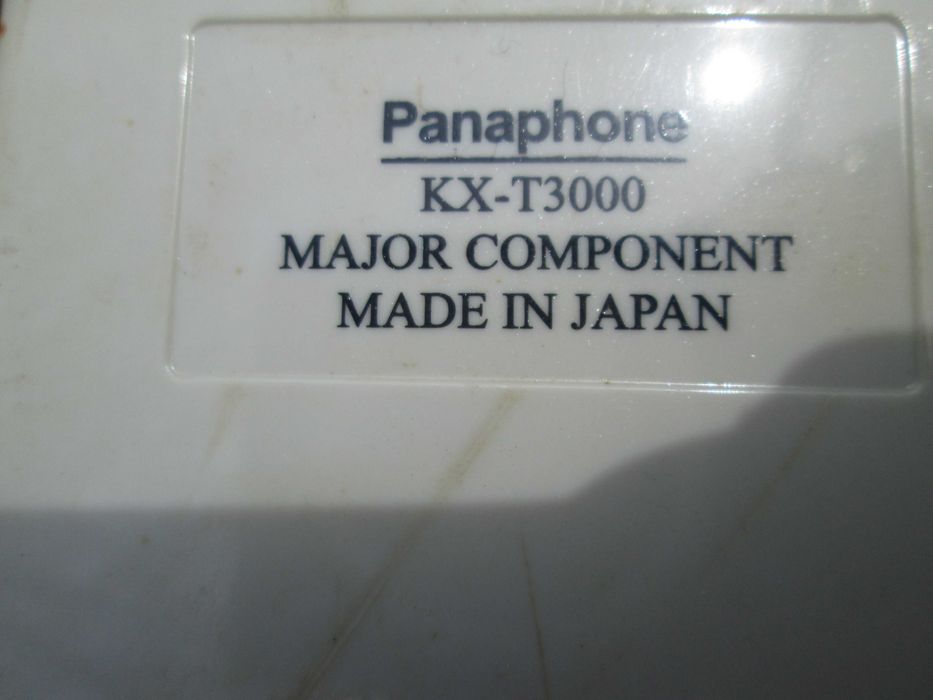 Panaphone
KX-T3000
MAJOR COMPONENT
MADE IN JAPAN